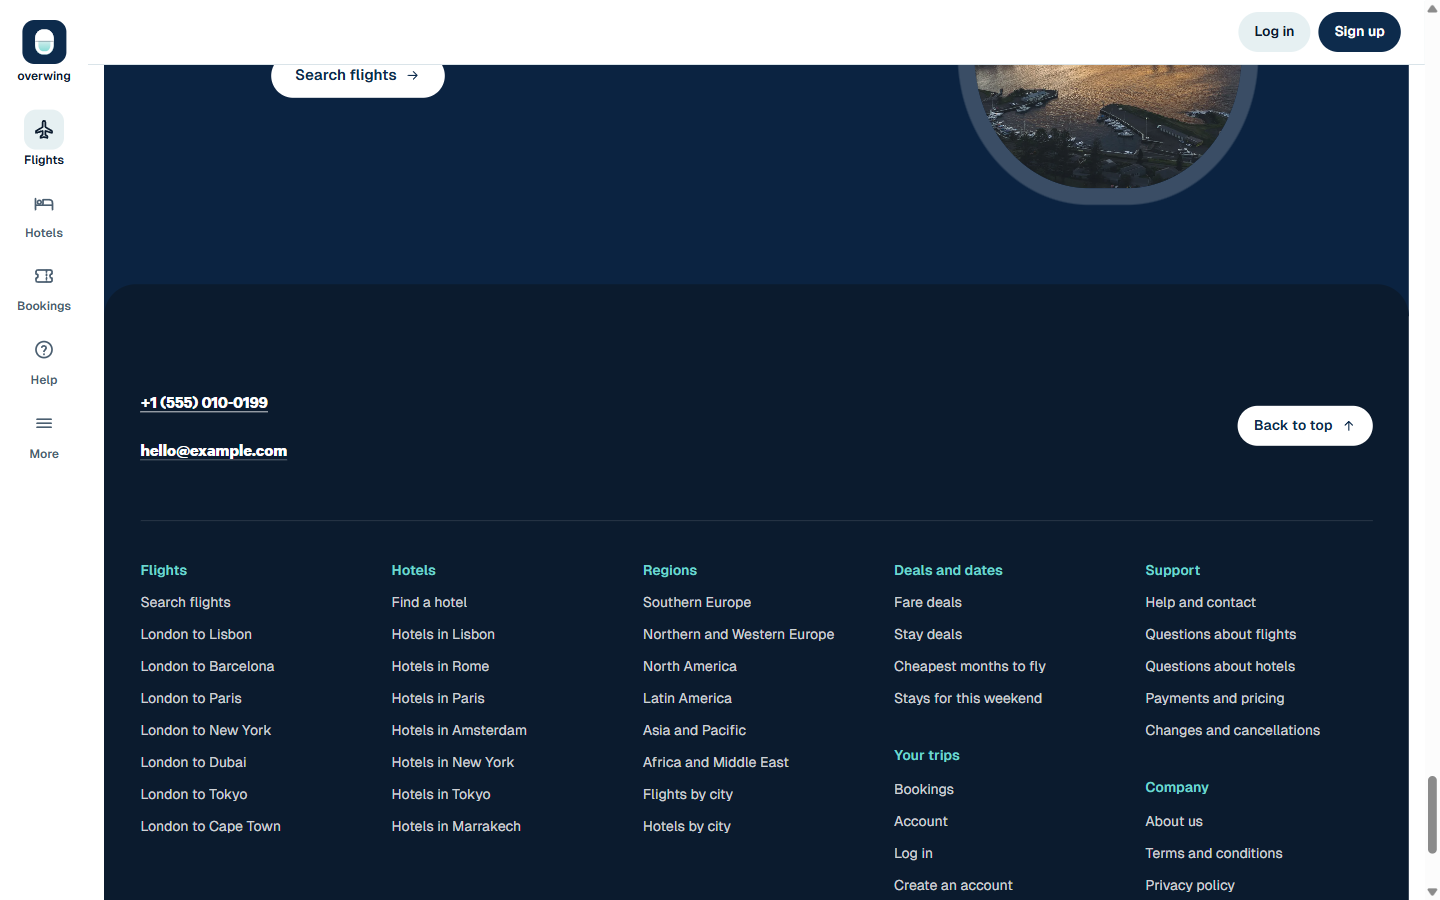 overwing
Flights
Hotels
Bookings
Help
More
Log in
Sign up
Search flights
+1 (555) 010-0199
hello@example.com
Back to top
Flights
Search flights
London to Lisbon
London to Barcelona
London to Paris
London to New York
London to Dubai
London to Tokyo
London to Cape Town
Hotels
Find a hotel
Hotels in Lisbon
Hotels in Rome
Hotels in Paris
Hotels in Amsterdam
Hotels in New York
Hotels in Tokyo
Hotels in Marrakech
Regions
Southern Europe
Northern and Western Europe
North America
Latin America
Asia and Pacific
Africa and Middle East
Flights by city
Hotels by city
Deals and dates
Fare deals
Stay deals
Cheapest months to fly
Stays for this weekend
Your trips
Bookings
Account
Log in
Create an account
Support
Help and contact
Questions about flights
Questions about hotels
Payments and pricing
Changes and cancellations
Company
About us
Terms and conditions
Privacy policy